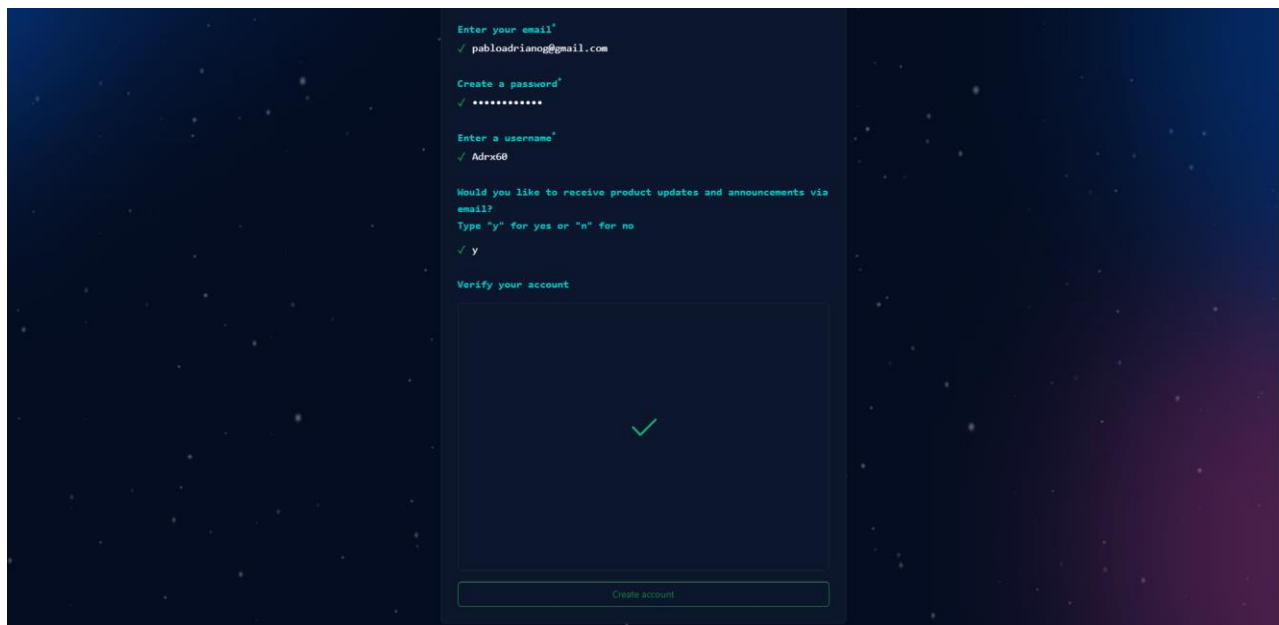 Enter your email*
✓ pabloadrianog@gmail.com
Create a password*
✓ ••••••••••••
Enter a username*
✓ Adrx60
Would you like to receive product updates and announcements via
email?
Type "y" for yes or "n" for no
✓ y
Verify your account
Create account